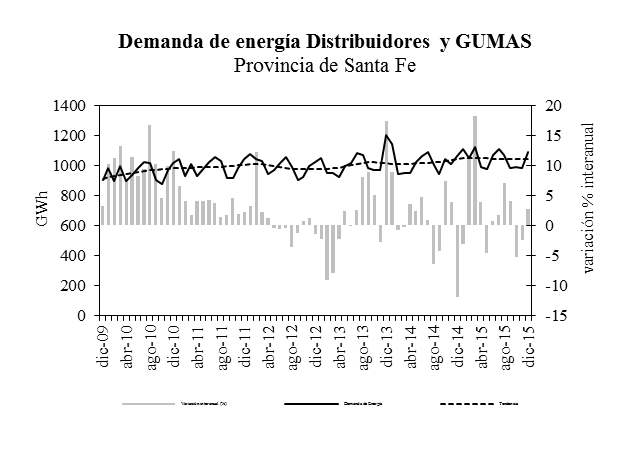 Demanda de energía Distribuidores y GUMAS
Provincia de Santa Fe
1400
1200
1000
800
600
400
200
0
GWh
20
15
10
5
0
-5
-10
-15
variación % interanual
dic-09
abr-10
ago-10
dic-10
abr-11
ago-11
dic-11
abr-12
ago-12
dic-12
abr-13
ago-13
dic-13
abr-14
ago-14
dic-14
abr-15
ago-15
dic-15
Variación interanual (%)
Demanda de Energía
Tendencia